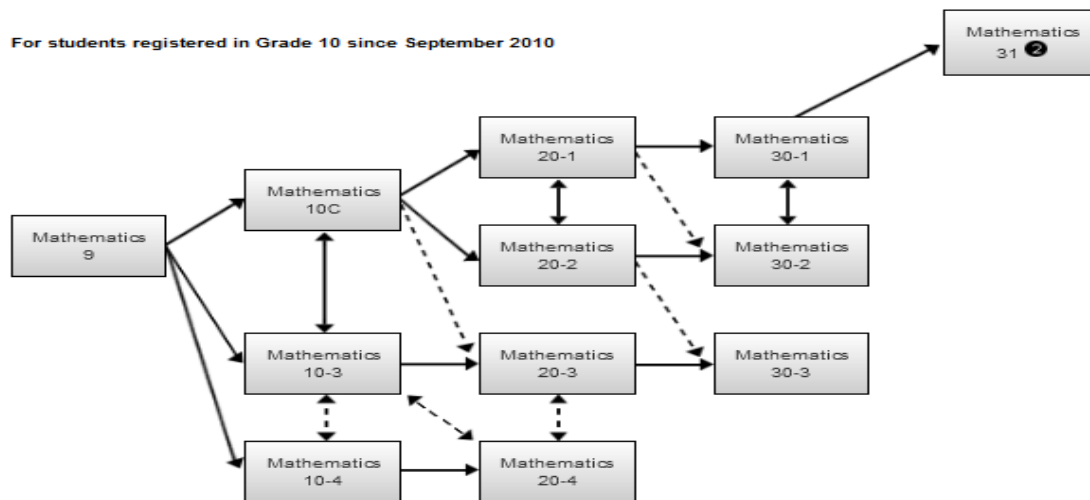 For students registered in Grade 10 since September 2010
Mathematics
31 ❷
Mathematics
20-1
Mathematics
30-1
Mathematics
10C
Mathematics
9
Mathematics
20-2
Mathematics
30-2
Mathematics
10-3
Mathematics
20-3
Mathematics
30-3
Mathematics
10-4
Mathematics
20-4